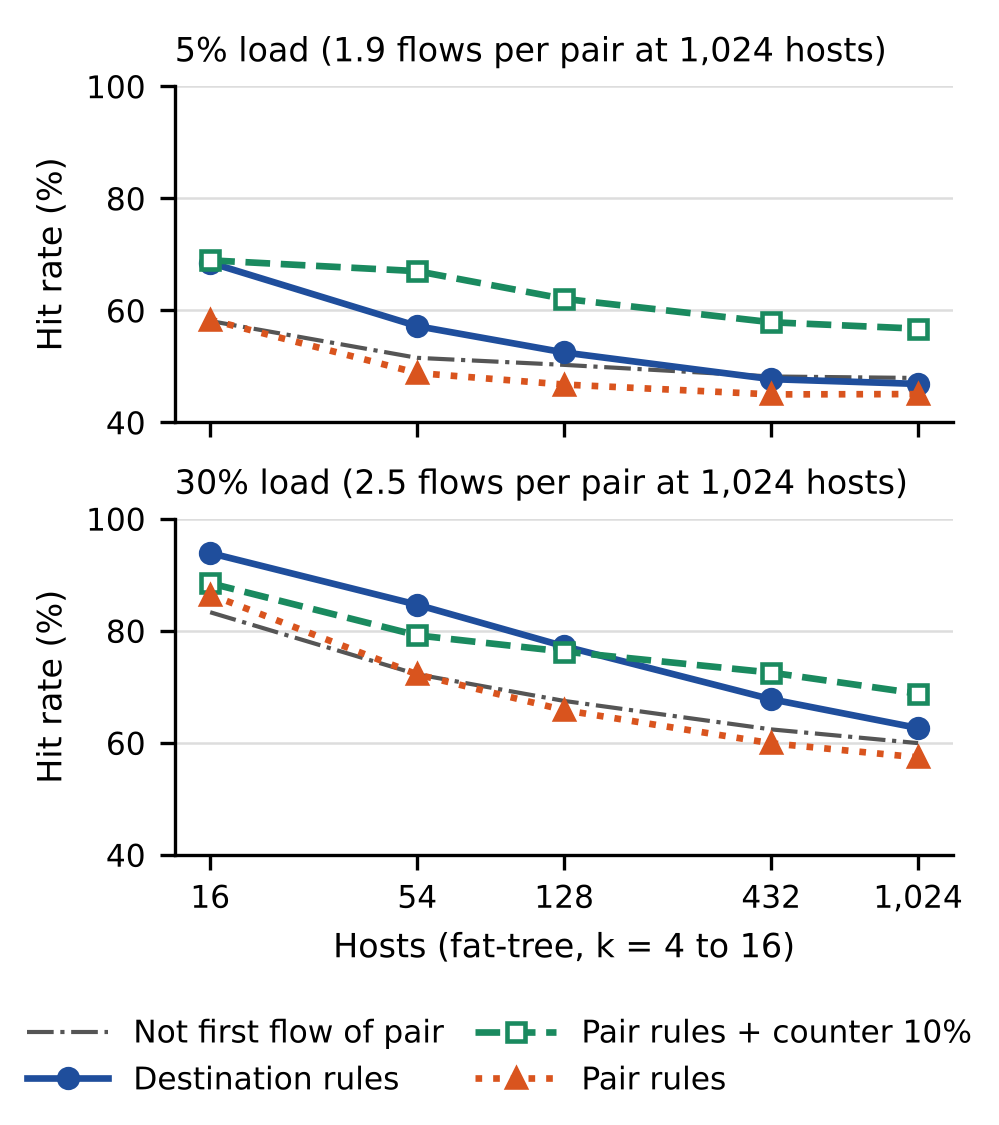 5% load (1.9 flows per pair at 1,024 hosts)
100
80
60
40
Hit rate (%)
30% load (2.5 flows per pair at 1,024 hosts)
100
80
60
40
Hit rate (%)
16 54 128 432 1,024
Hosts (fat-tree, k = 4 to 16)
Not first flow of pair
Destination rules
Pair rules + counter 10%
Pair rules